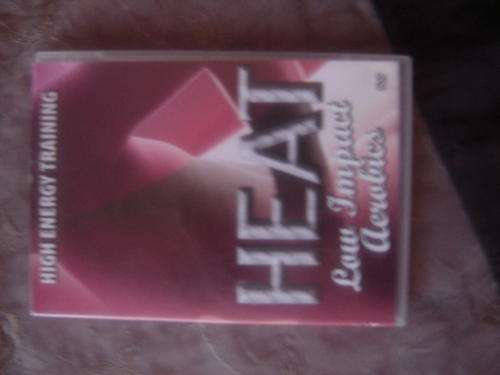 HIGH ENERGY TRAINING
HEAT
Low Impact
Aerobics